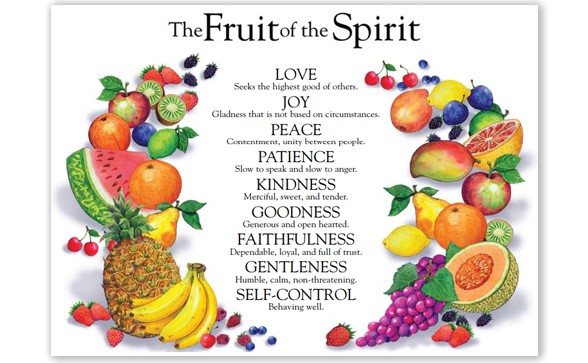 The Fruit of the Spirit
LOVE
Seeks the highest good of others.
JOY
Gladness that is not based on circumstances.
PEACE
Contentment, unity between people.
PATIENCE
Slow to speak and slow to anger.
KINDNESS
Merciful, sweet, and tender.
GOODNESS
Generous and open hearted.
FAITHFULNESS
Dependable, loyal, and full of trust.
GENTLENESS
Humble, calm, non-threatening.
SELF-CONTROL
Behaving well.